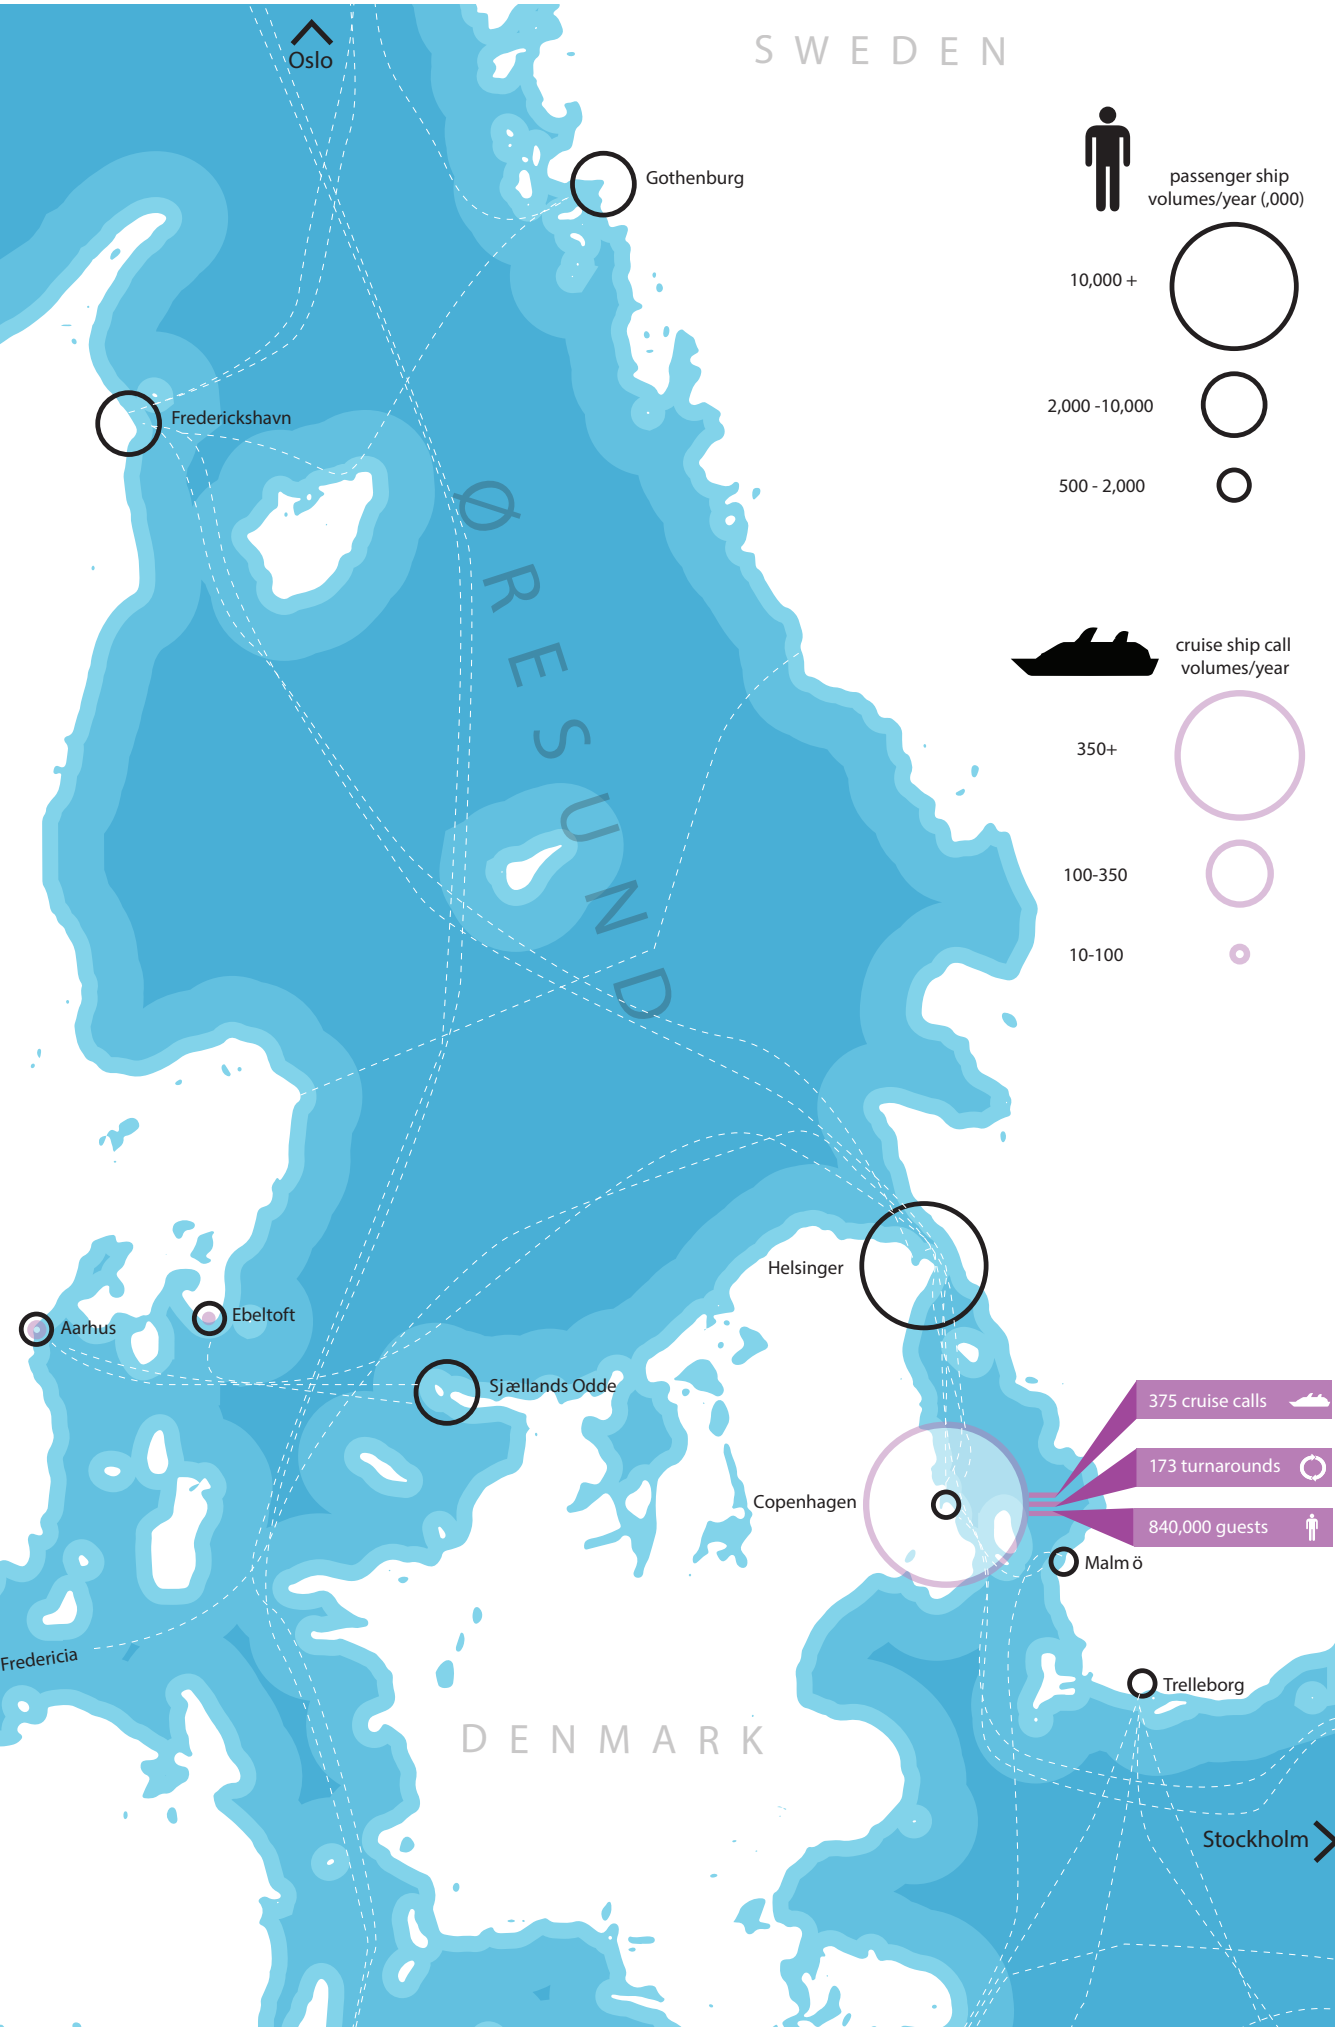 SWEDEN
Oslo
Gothenburg
passenger ship
volumes/year (,000)
10,000 +
Frederickshavn
2,000 -10,000
500 - 2,000
ØRESUND
cruise ship call
volumes/year
350+
100-350
10-100
Helsinger
Ebeltoft
Aarhus
Sjællands Odde
375 cruise calls
173 turnarounds
Copenhagen
840,000 guests
Malm ö
Fredericia
Trelleborg
DENMARK
Stockholm